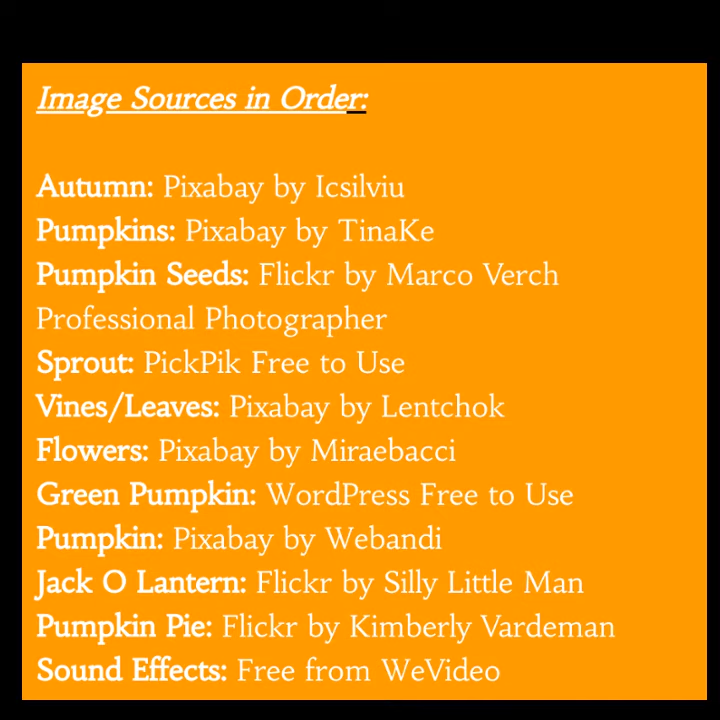 Image Sources in Order:
Autumn: Pixabay by Icsilviu
Pumpkins: Pixabay by TinaKe
Pumpkin Seeds: Flickr by Marco Verch
Professional Photographer
Sprout: PickPik Free to Use
Vines/Leaves: Pixabay by Lentchok
Flowers: Pixabay by Miraebacci
Green Pumpkin: WordPress Free to Use
Pumpkin: Pixabay by Webandi
Jack O Lantern: Flickr by Silly Little Man
Pumpkin Pie: Flickr by Kimberly Vardeman
Sound Effects: Free from WeVideo